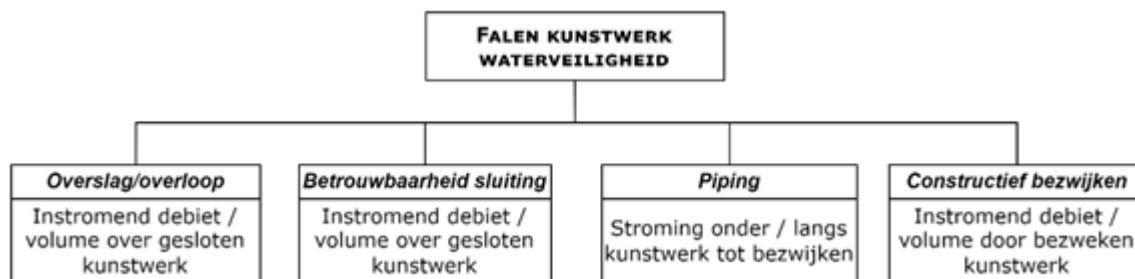 FALEN KUNSTWERK
WATERVEILIGHEID
Overslag/overloop
Instromend debiet /
volume over gesloten
kunstwerk
Betrouwbaarheid sluiting
Instromend debiet /
volume over gesloten
kunstwerk
Piping
Stroming onder / langs
kunstwerk tot bezwijken
Constructief bezwijken
Instromend debiet /
volume door bezweken
kunstwerk